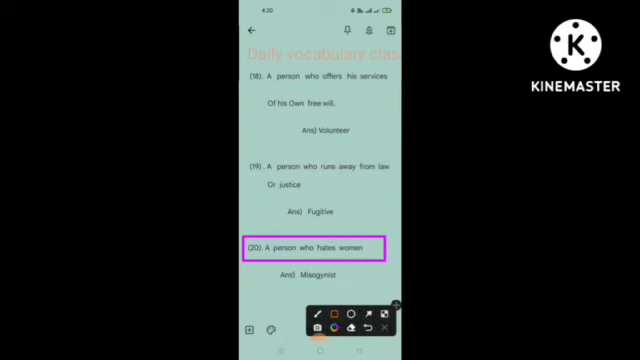 4:20
Daily vocabulary clas
(18). A person who offers his services
Of his Own free will.
Ans) Volunteer
(19). A person who runs away from law
Or justice
Ans) Fugitive
(20). A person who hates women
Ans) Misogynist
K
KINEMASTER